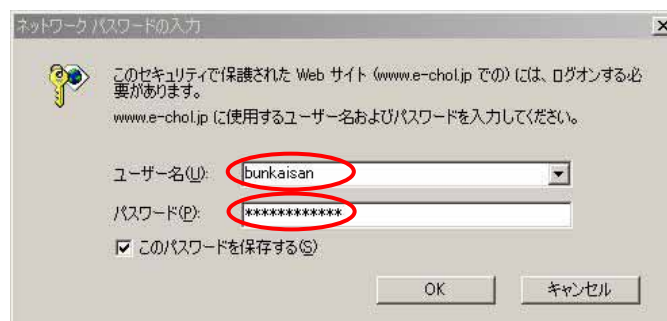 ネットワーク パスワードの入力
このセキュリティで保護された Web サイト (www.e-chol.jp での) には、ログオンする必
要があります。
www.e-chol.jp に使用するユーザー名およびパスワードを入力してください。
ユーザー名(U): bunkaisan
パスワード(P): ************
このパスワードを保存する(S)
OK キャンセル